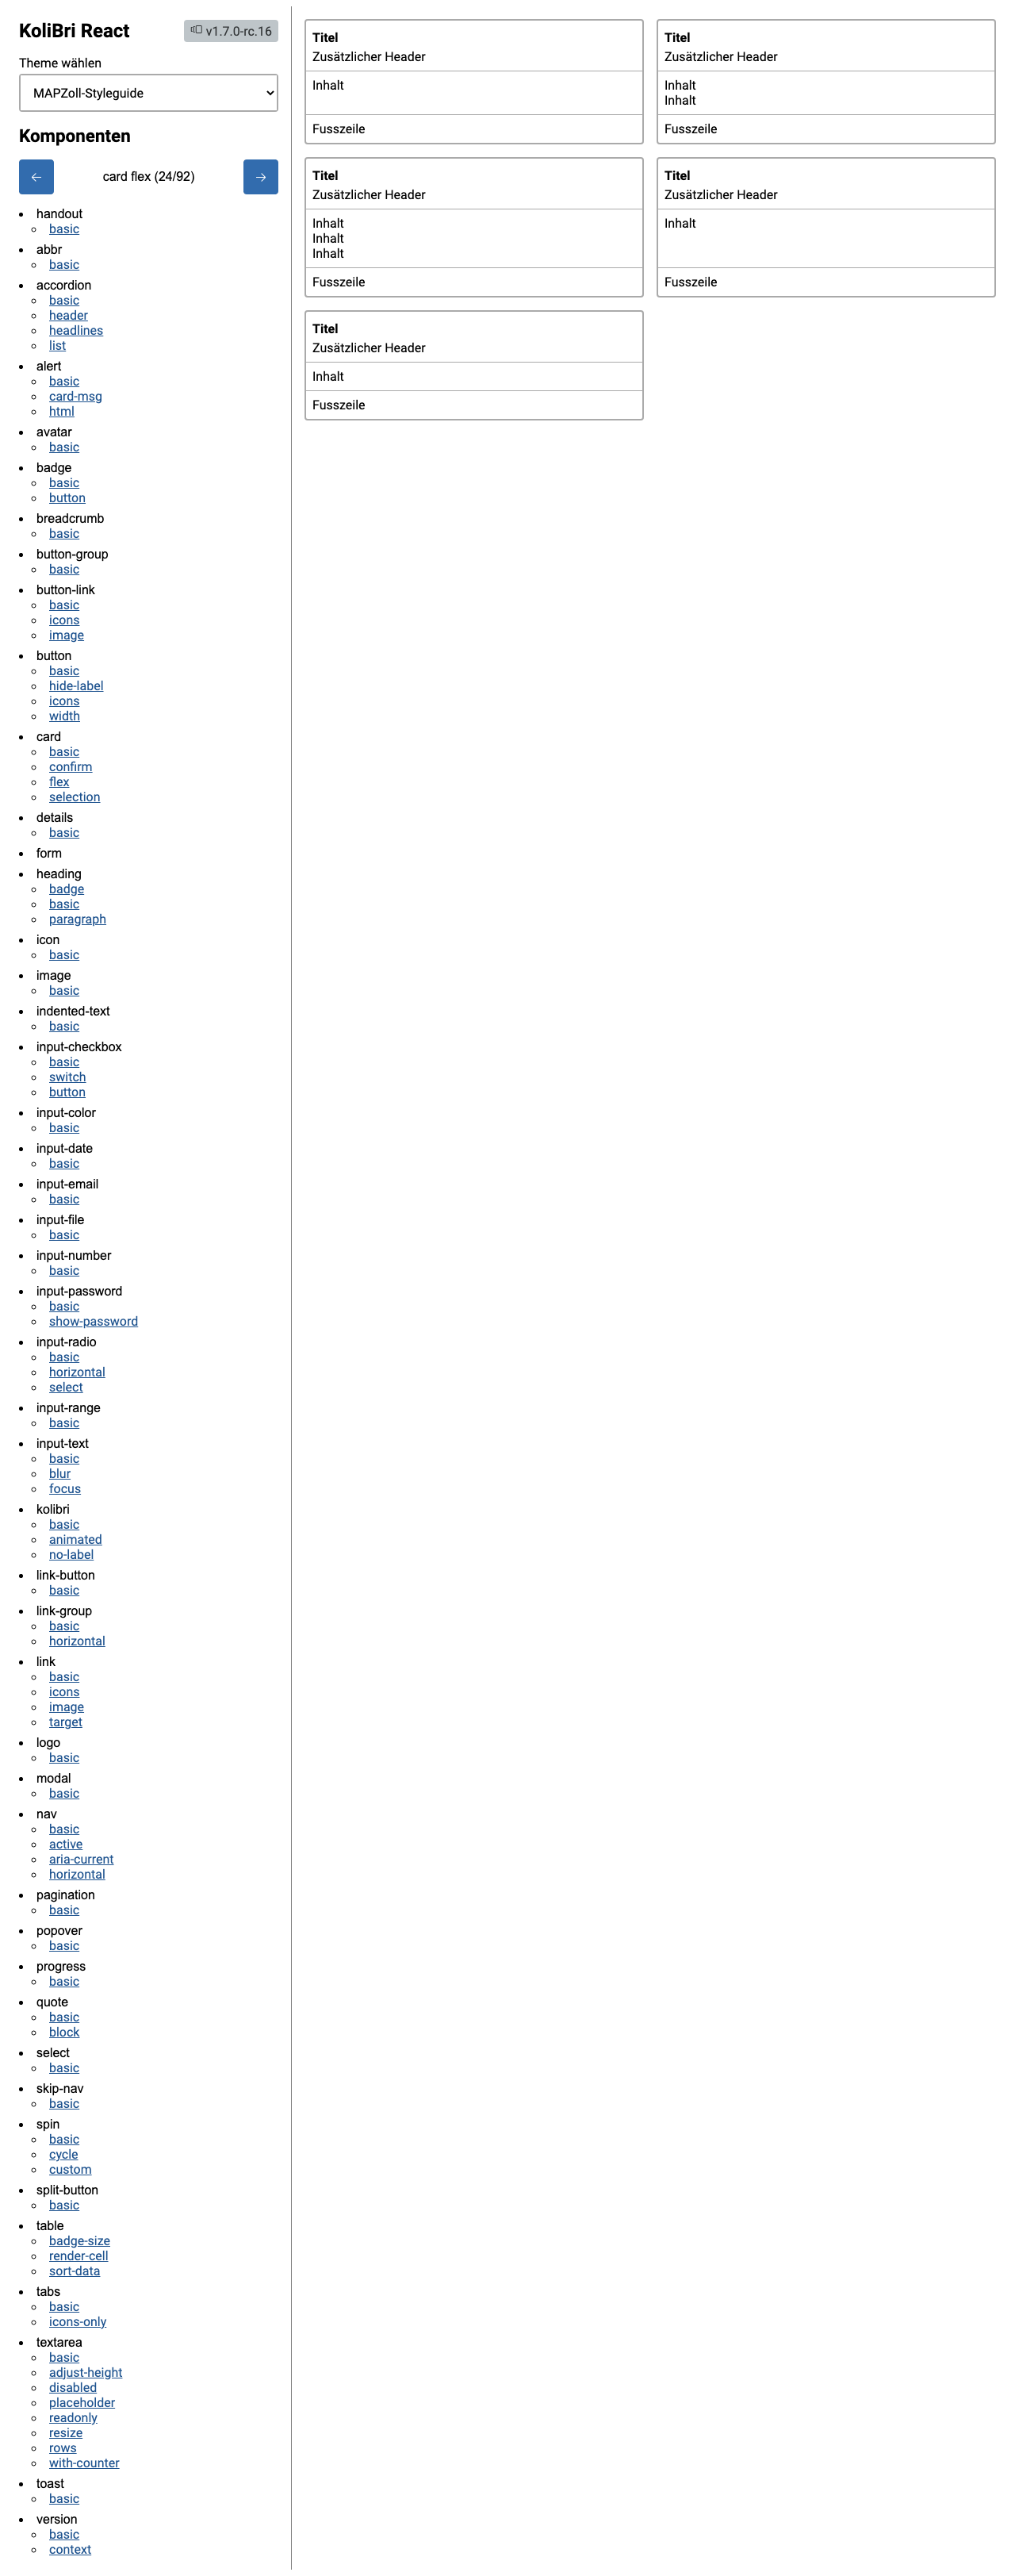 KoliBri React
v1.7.0-rc.16
Theme wählen
MAPZoll-Styleguide
Komponenten
card flex (24/92)
handout
basic
abbr
basic
accordion
basic
header
headlines
list
alert
basic
card-msg
html
avatar
basic
badge
basic
button
breadcrumb
basic
button-group
basic
button-link
basic
icons
image
button
basic
hide-label
icons
width
card
basic
confirm
flex
selection
details
basic
form
heading
badge
basic
paragraph
icon
basic
image
basic
indented-text
basic
input-checkbox
basic
switch
button
input-color
basic
input-date
basic
input-email
basic
input-file
basic
input-number
basic
input-password
basic
show-password
input-radio
basic
horizontal
select
input-range
basic
input-text
basic
blur
focus
kolibri
basic
animated
no-label
link-button
basic
link-group
basic
horizontal
link
basic
icons
image
target
logo
basic
modal
basic
nav
basic
active
aria-current
horizontal
pagination
basic
popover
basic
progress
basic
quote
basic
block
select
basic
skip-nav
basic
spin
basic
cycle
custom
split-button
basic
table
badge-size
render-cell
sort-data
tabs
basic
icons-only
textarea
basic
adjust-height
disabled
placeholder
readonly
resize
rows
with-counter
toast
basic
version
basic
context
Titel
Zusätzlicher Header
Inhalt
Fusszeile
Titel
Zusätzlicher Header
Inhalt
Inhalt
Fusszeile
Titel
Zusätzlicher Header
Inhalt
Inhalt
Inhalt
Fusszeile
Titel
Zusätzlicher Header
Inhalt
Fusszeile
Titel
Zusätzlicher Header
Inhalt
Fusszeile